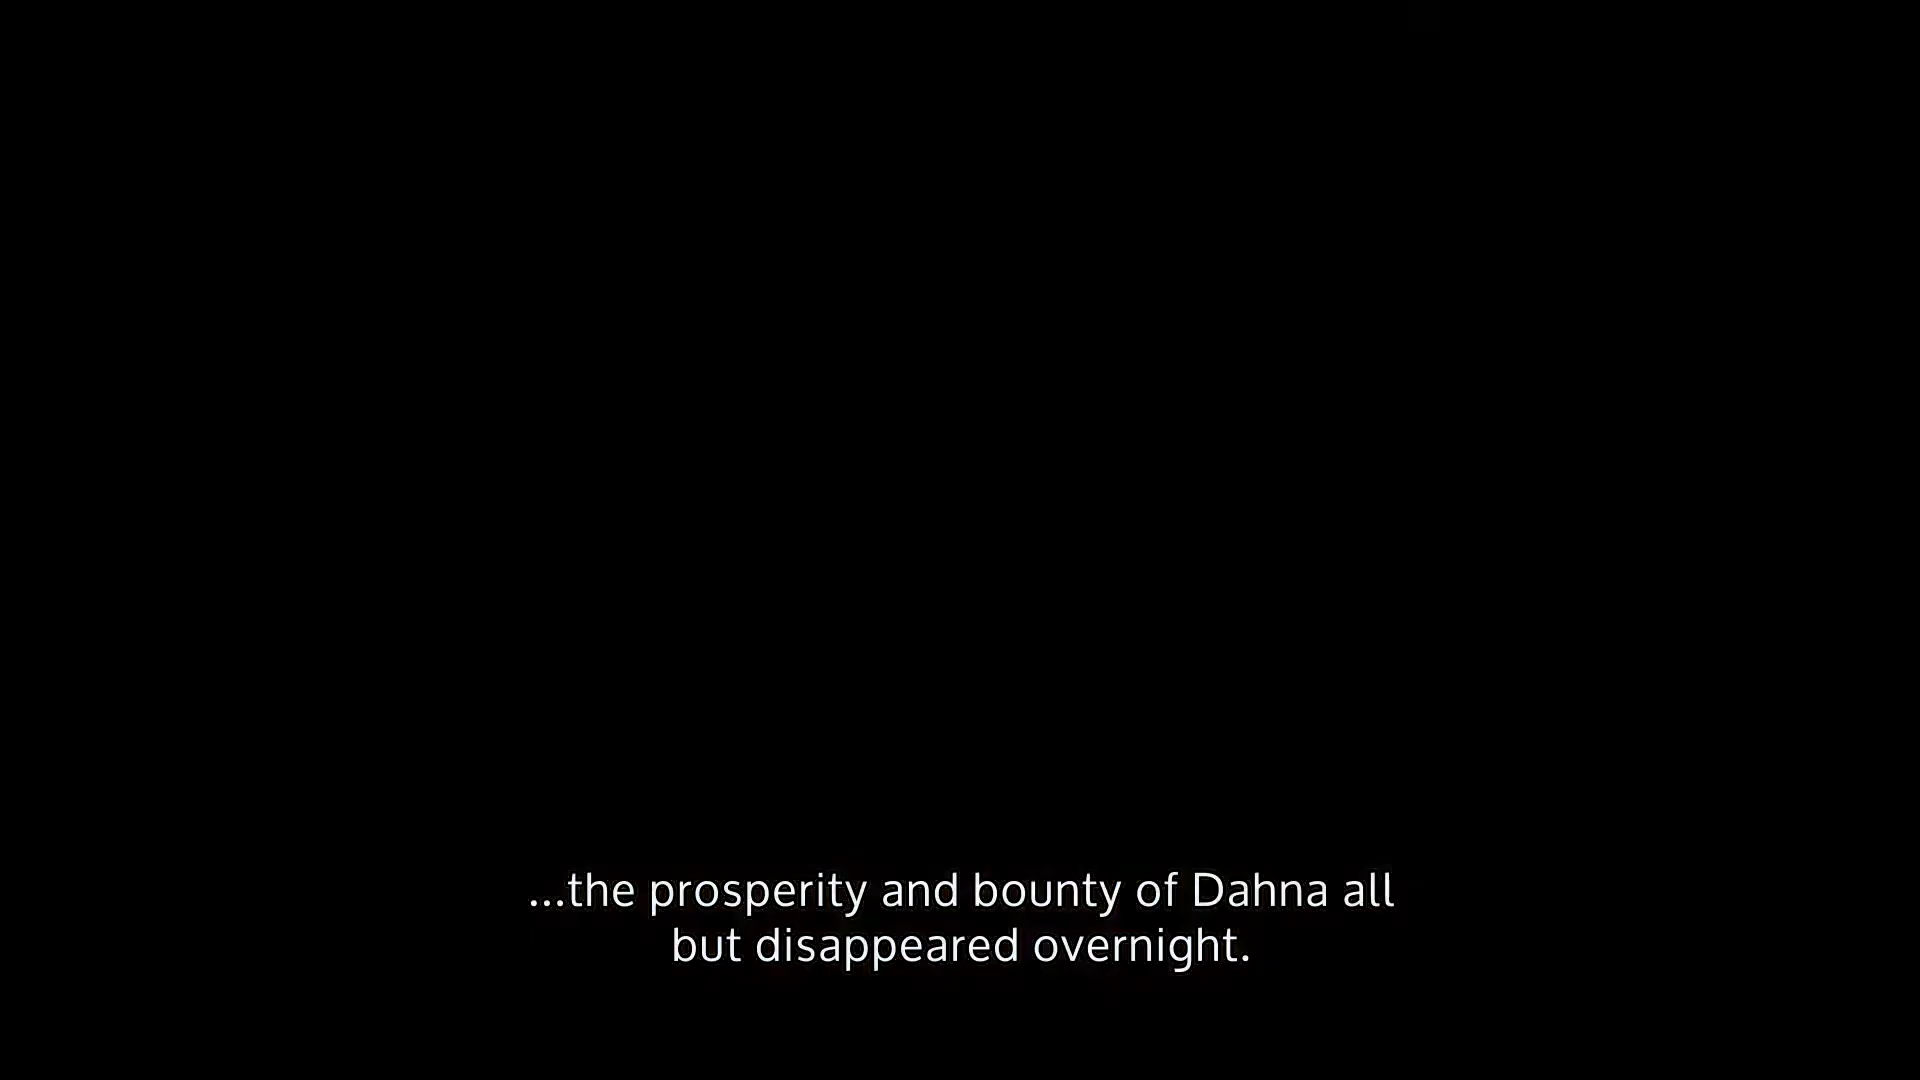 ...the prosperity and bounty of Dahna all
but disappeared overnight.